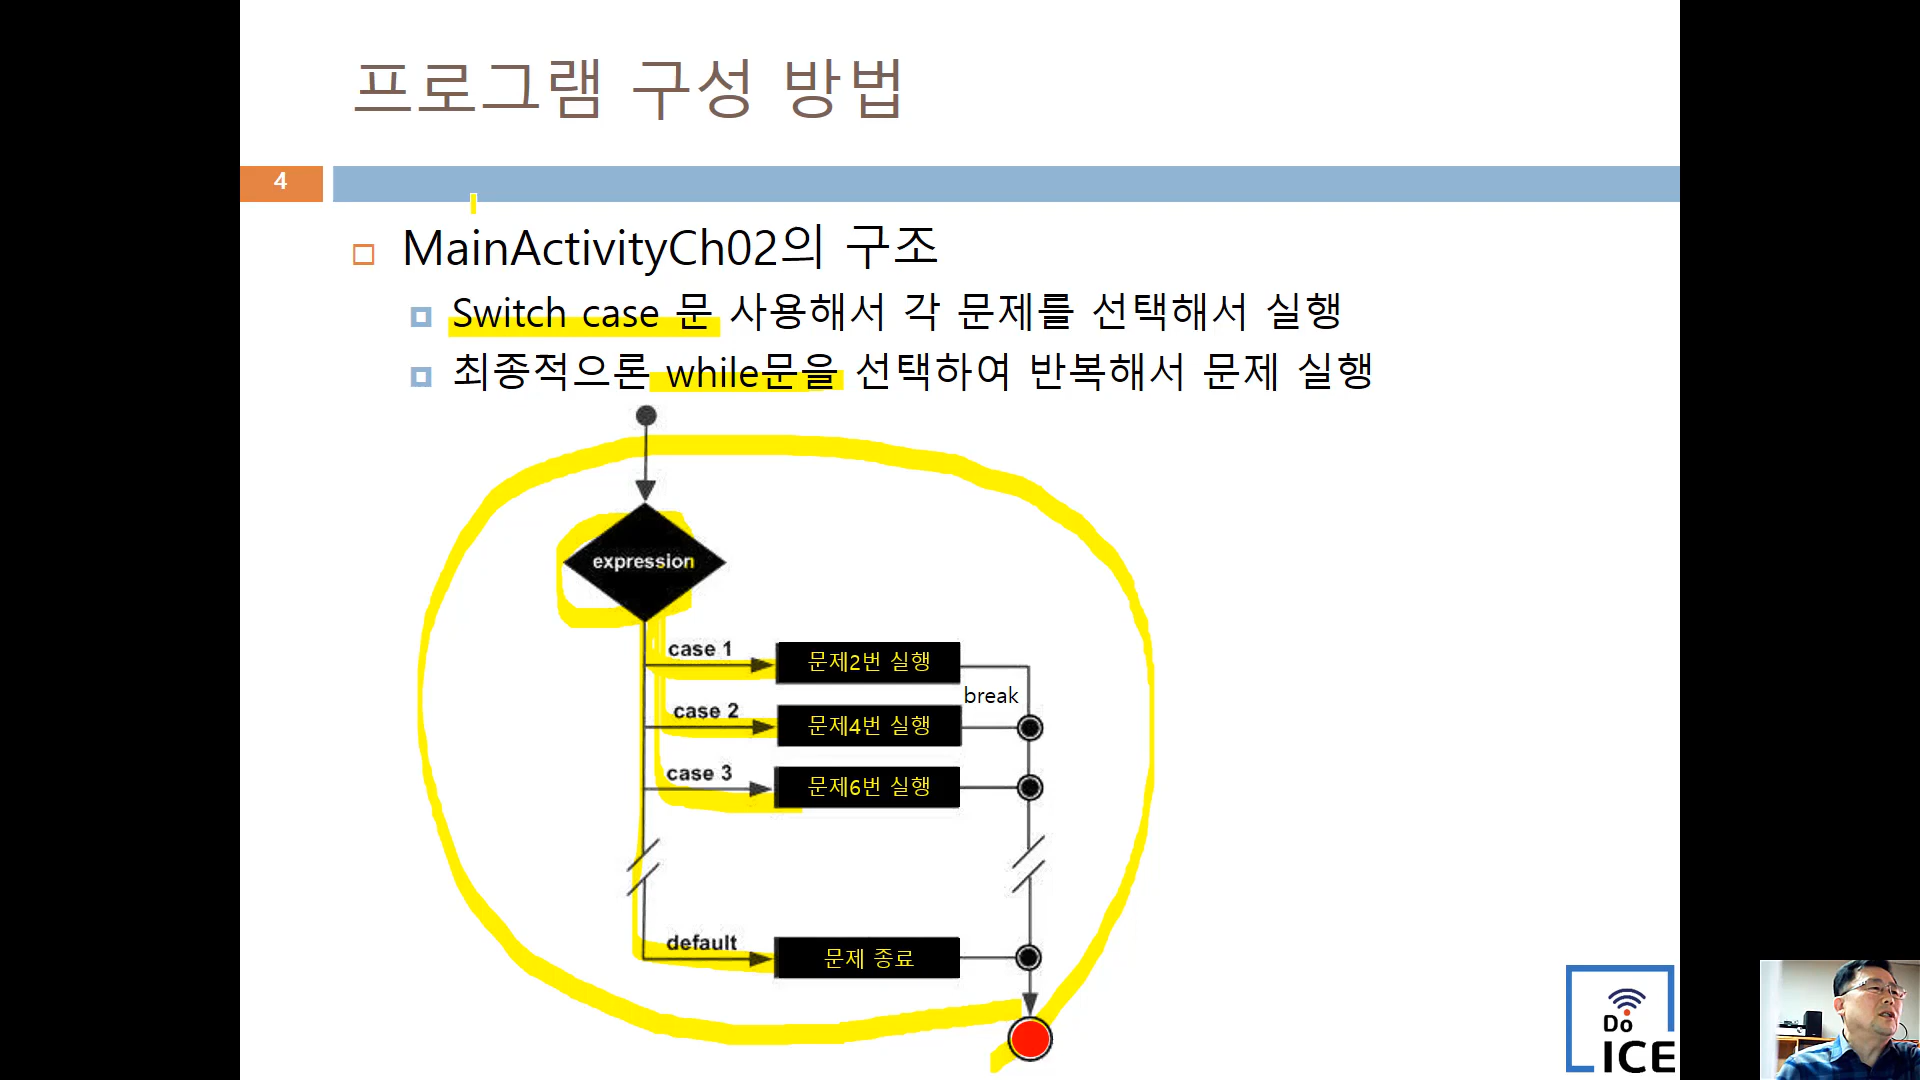 프로그램 구성 방법
4
MainActivityCh02의 구조
Switch case 문 사용해서 각 문제를 선택해서 실행
최종적으론 while문을 선택하여 반복해서 문제 실행
expression
case 1
문제2번 실행
break
case 2
문제4번 실행
case 3
문제6번 실행
default
문제 종료
Do
ICE